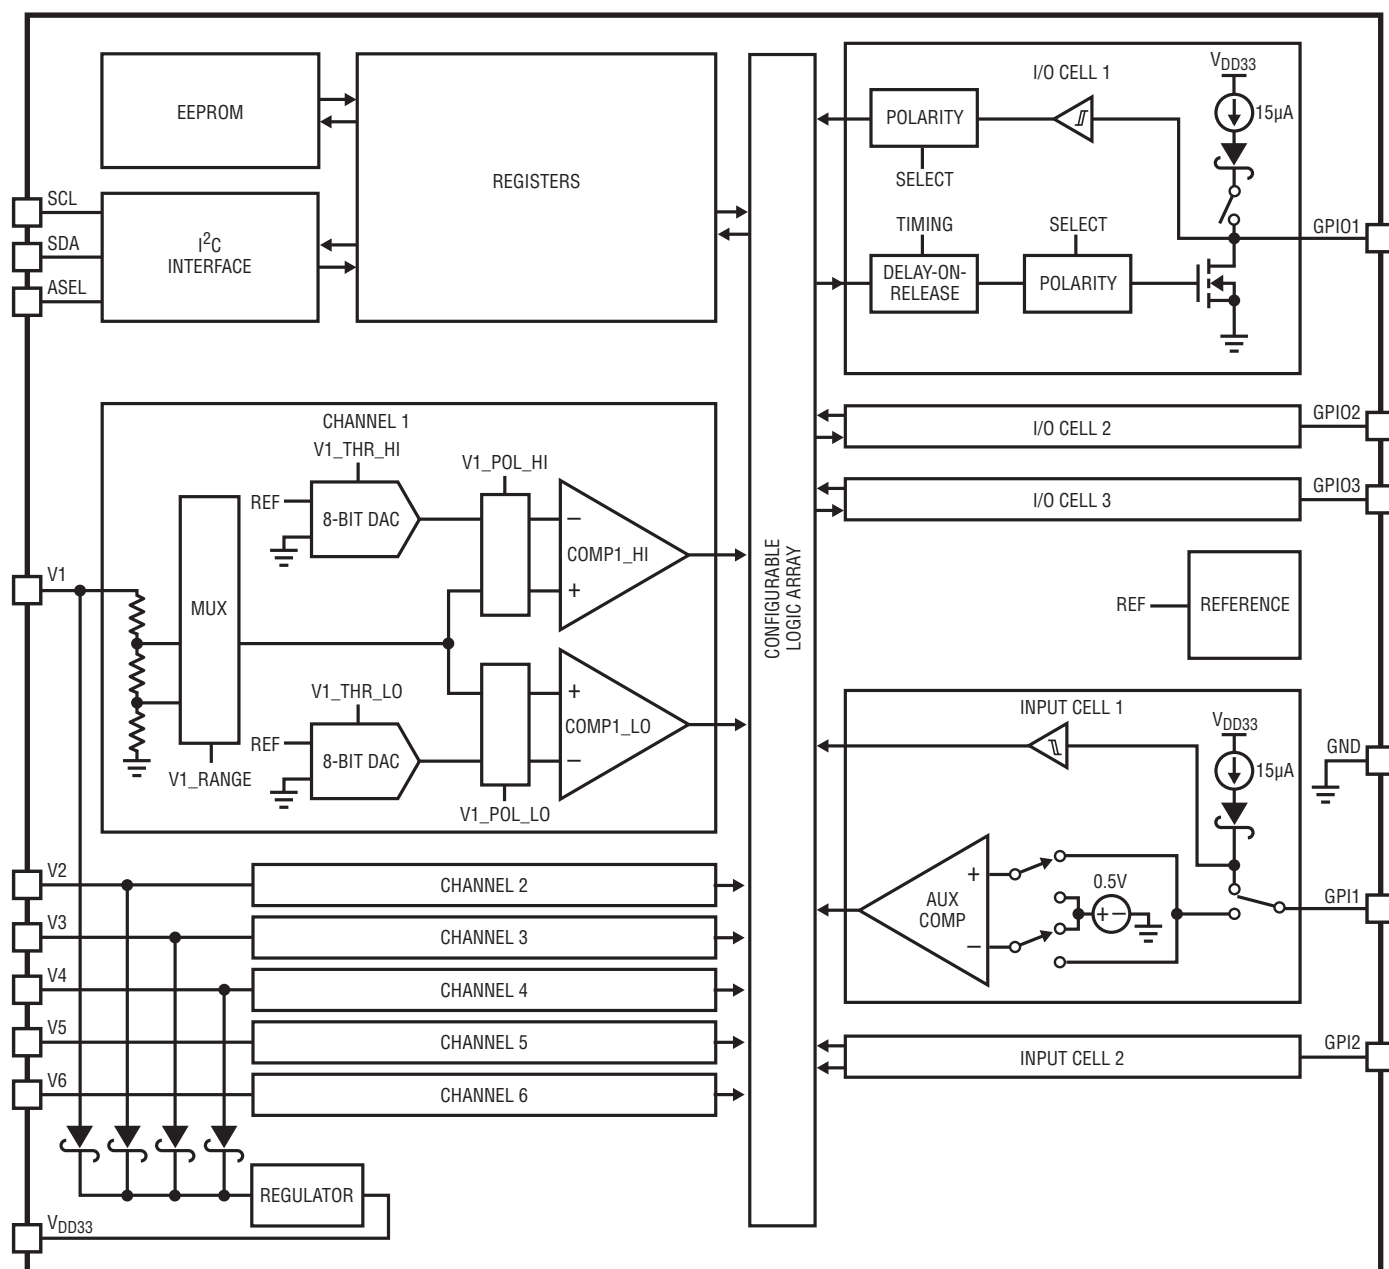 EEPROM
REGISTERS
SCL
SDA
ASEL
I2C
INTERFACE
CHANNEL 1
V1_THR_HI
REF
8-BIT DAC
V1_POL_HI
−
COMP1_HI
+
V1
MUX
V1_RANGE
V1_THR_LO
REF
8-BIT DAC
+
COMP1_LO
−
V1_POL_LO
V2
CHANNEL 2
V3
CHANNEL 3
V4
CHANNEL 4
V5
CHANNEL 5
V6
CHANNEL 6
REGULATOR
VDD33
CONFIGURABLE
LOGIC ARRAY
I/O CELL 1
VDD33
15µA
POLARITY
SELECT
TIMING
DELAY-ON-
RELEASE
SELECT
POLARITY
GPIO1
I/O CELL 2
GPIO2
I/O CELL 3
GPIO3
REF
REFERENCE
INPUT CELL 1
VDD33
15µA
GND
+
AUX
COMP
−
0.5V
+−
GPI1
INPUT CELL 2
GPI2